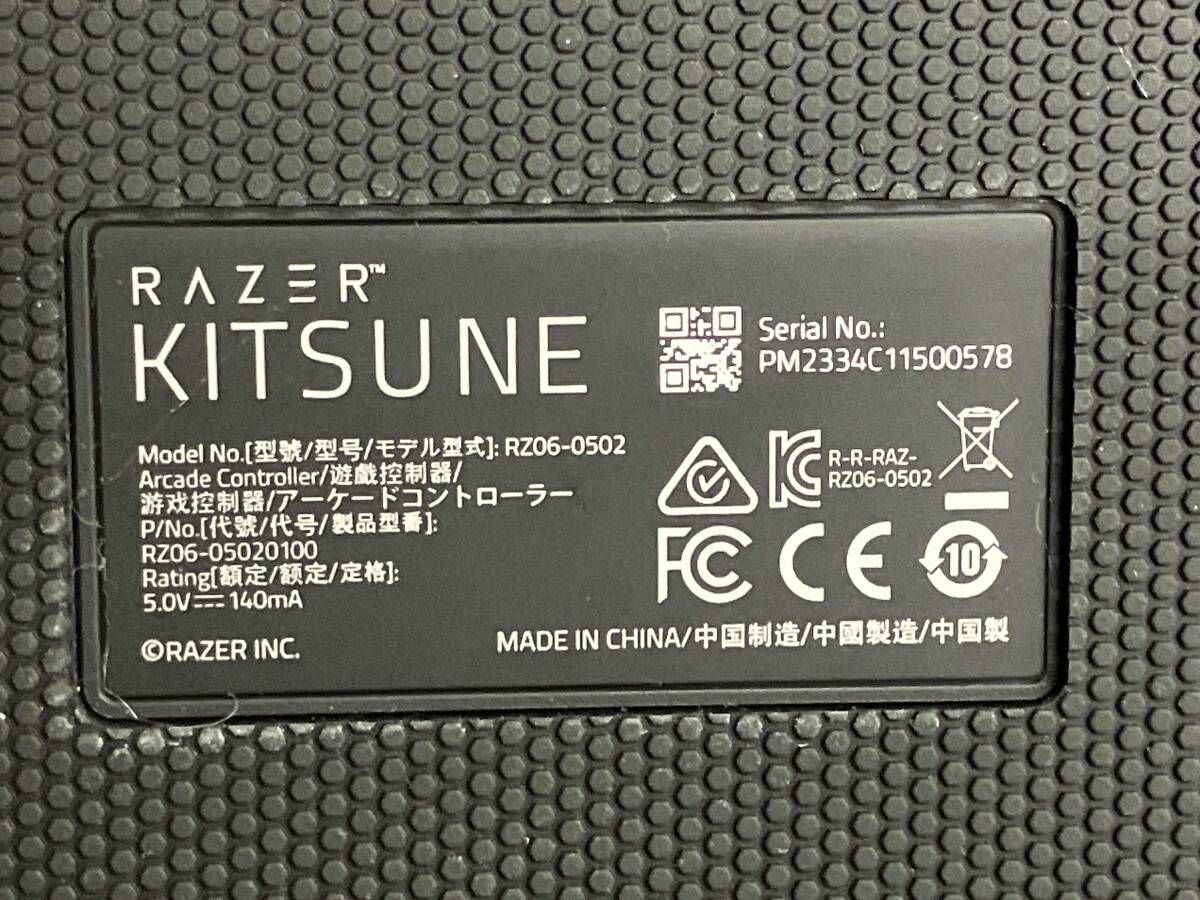 RAZER™
KITSUNE
Serial No.:
PM2334C11500578
Model No.[型號/型号/モデル型式]: RZ06-0502
Arcade Controller/遊戲控制器/
游戏控制器/アーケードコントローラー
P/No.[代號/代号/製品型番]:
RZ06-05020100
Rating[額定/额定/定格]:
5.0V⎓140mA
R-R-RAZ-
RZ06-0502
FC CE 10
©RAZER INC.
MADE IN CHINA/中国制造/中國製造/中国製